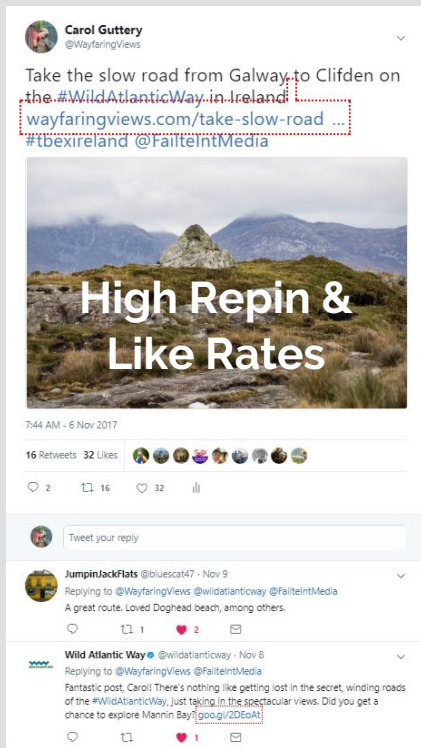 Carol Guttery
@WayfaringViews
Take the slow road from Galway to Clifden on
the #WildAtlanticWay in Ireland
wayfaringviews.com/take-slow-road ...
#tbexireland @FailteIntMedia
High Repin &
Like Rates
7:44 AM - 6 Nov 2017
16 Retweets 32 Likes
2 16 32
Tweet your reply
JumpinJackFlats @bluescat47 · Nov 9
Replying to @WayfaringViews @wildatlanticway @FailteIntMedia
A great route. Loved Doghead beach, among others.
1 2
Wild Atlantic Way @wildatlanticway · Nov 8
Replying to @WayfaringViews @FailteIntMedia
Fantastic post, Carol! There's nothing like getting lost in the secret, winding roads
of the #WildAtlanticWay, just taking in the spectacular views. Did you get a
chance to explore Mannin Bay? goo.gl/2DEoAt
1